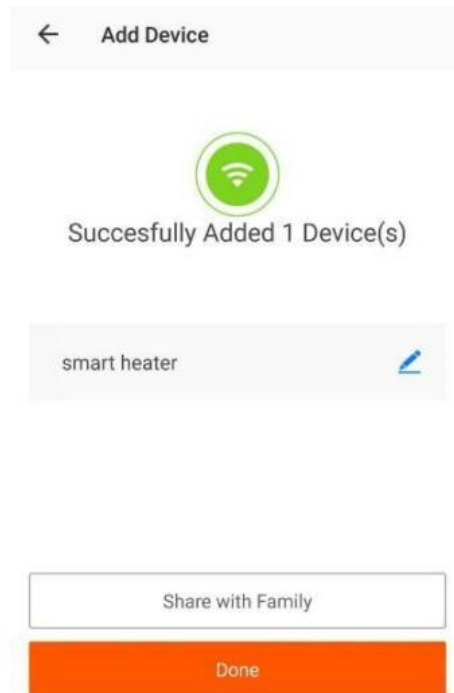 Add Device
Succesfully Added 1 Device(s)
smart heater
Share with Family
Done